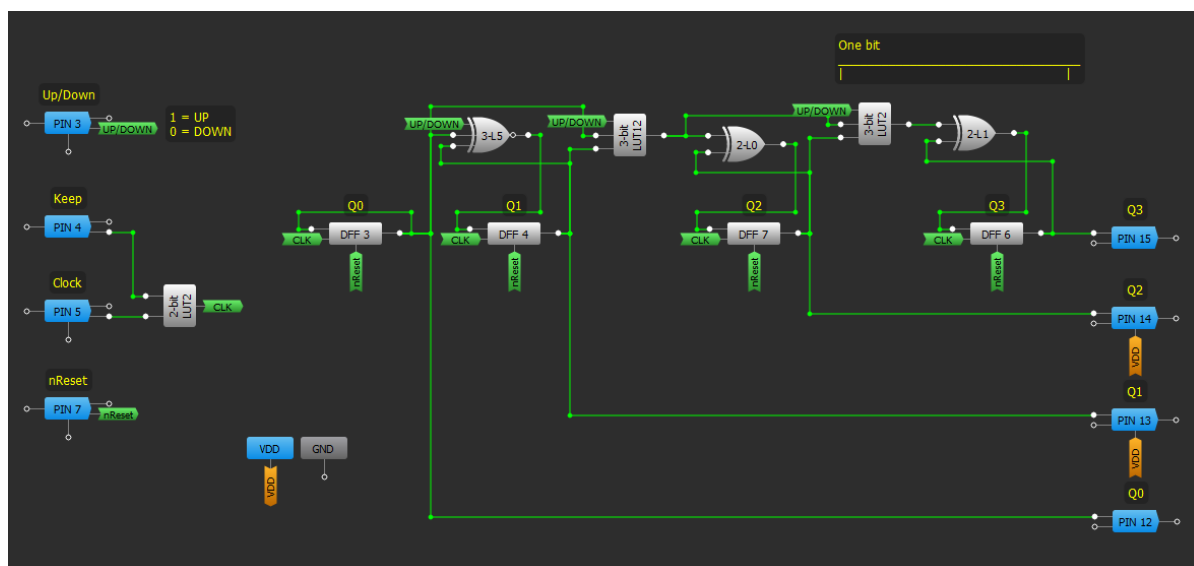 One bit
Up/Down
PIN 3
UP/DOWN
1 = UP
0 = DOWN
UP/DOWN
3-L5
UP/DOWN
3-bit
LUT12
2-L0
UP/DOWN
3-bit
LUT2
2-L1
Keep
PIN 4
Q0
CLK
DFF 3
nReset
Q1
CLK
DFF 4
nReset
Q2
CLK
DFF 7
nReset
Q3
CLK
DFF 6
nReset
Q3
PIN 15
Clock
PIN 5
2-bit
LUT2
CLK
Q2
PIN 14
VDD
nReset
PIN 7
nReset
Q1
PIN 13
VDD
VDD
VDD
GND
Q0
PIN 12